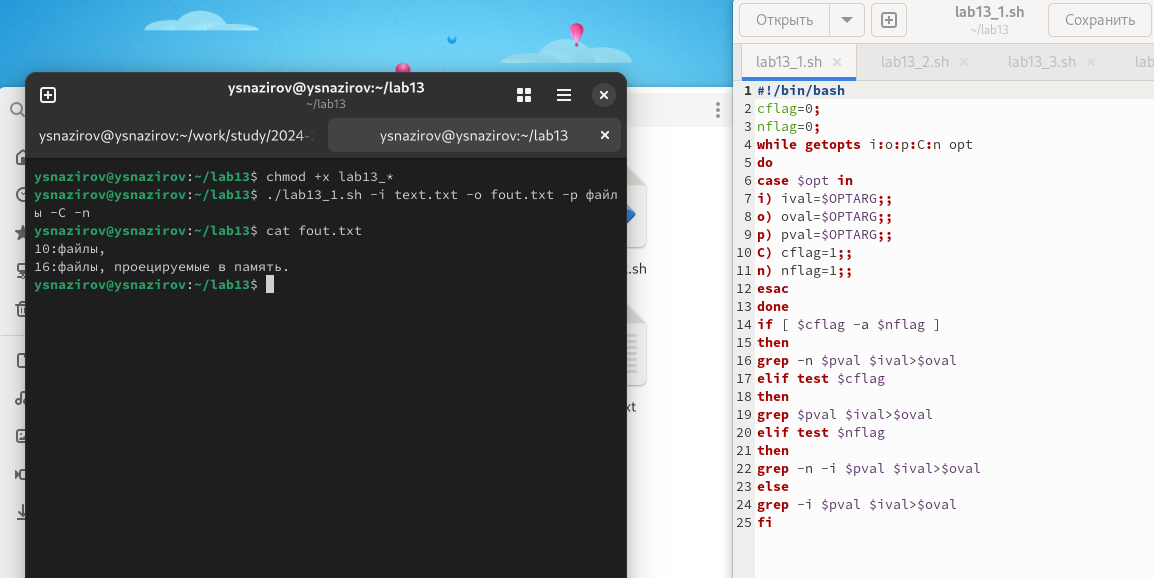 ysnazirov@ysnazirov:~/lab13
~/lab13
ysnazirov@ysnazirov:~/work/study/2024-
ysnazirov@ysnazirov:~/lab13
ysnazirov@ysnazirov:~/lab13$ chmod +x lab13_*
ysnazirov@ysnazirov:~/lab13$ ./lab13_1.sh -i text.txt -o fout.txt -p файл
ы -C -n
ysnazirov@ysnazirov:~/lab13$ cat fout.txt
10:файлы,
16:файлы, проецируемые в память.
ysnazirov@ysnazirov:~/lab13$
.sh
xt
Открыть
lab13_1.sh
~/lab13
Сохранить
lab13_1.sh
lab13_2.sh
lab13_3.sh
lab
1 #!/bin/bash
2 cflag=0;
3 nflag=0;
4 while getopts i:o:p:C:n opt
5 do
6 case $opt in
7 i) ival=$OPTARG;;
8 o) oval=$OPTARG;;
9 p) pval=$OPTARG;;
10 C) cflag=1;;
11 n) nflag=1;;
12 esac
13 done
14 if [ $cflag -a $nflag ]
15 then
16 grep -n $pval $ival>$oval
17 elif test $cflag
18 then
19 grep $pval $ival>$oval
20 elif test $nflag
21 then
22 grep -n -i $pval $ival>$oval
23 else
24 grep -i $pval $ival>$oval
25 fi